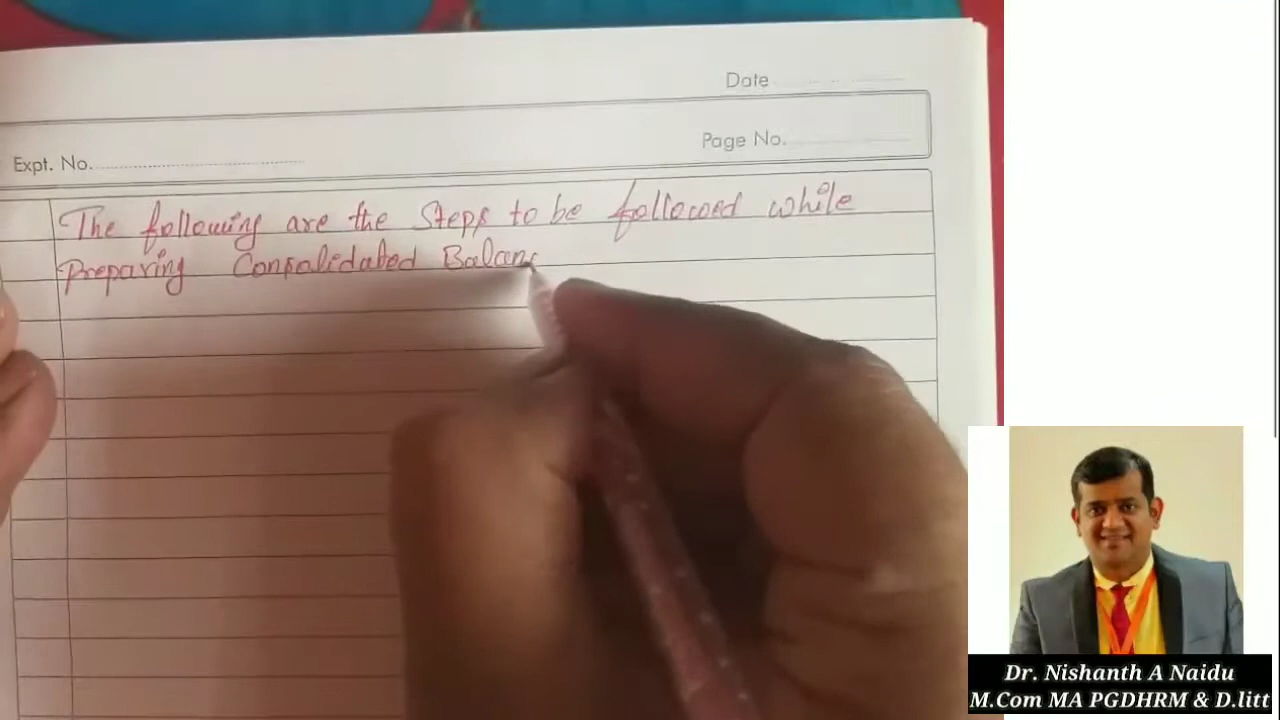 Date
Page No.
Expt. No.
The following are the Steps to be followed while
Preparing Consolidated Balanc
Dr. Nishanth A Naidu
M.Com MA PGDHRM & D.litt